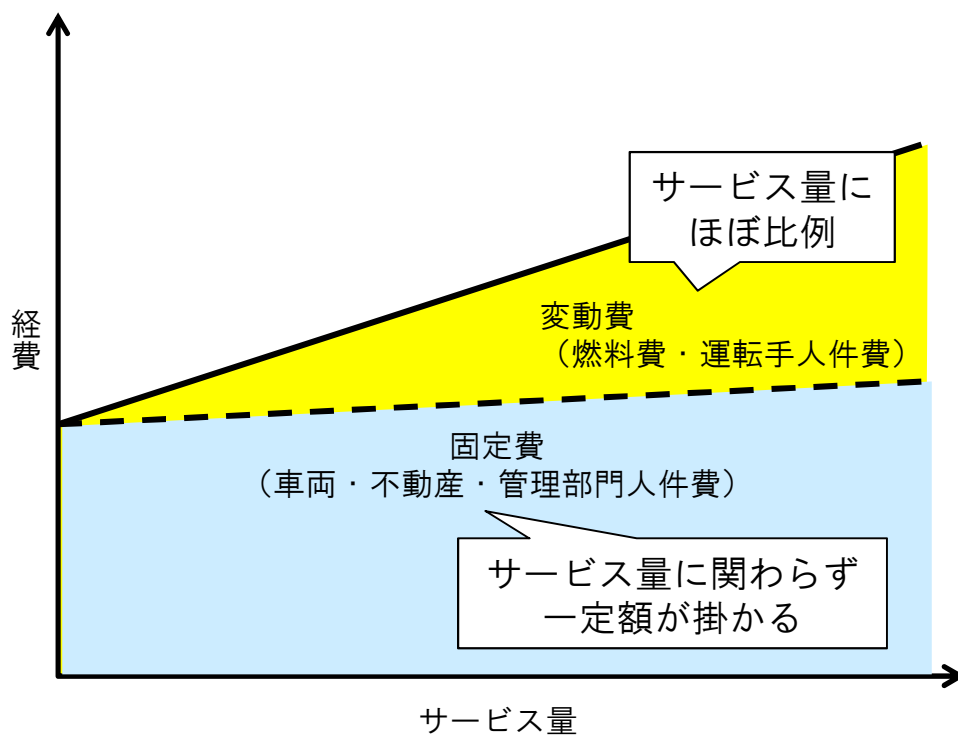 サービス量に
ほぼ比例
変動費
（燃料費・運転手人件費）
経費
固定費
（車両・不動産・管理部門人件費）
サービス量に関わらず
一定額が掛かる
サービス量